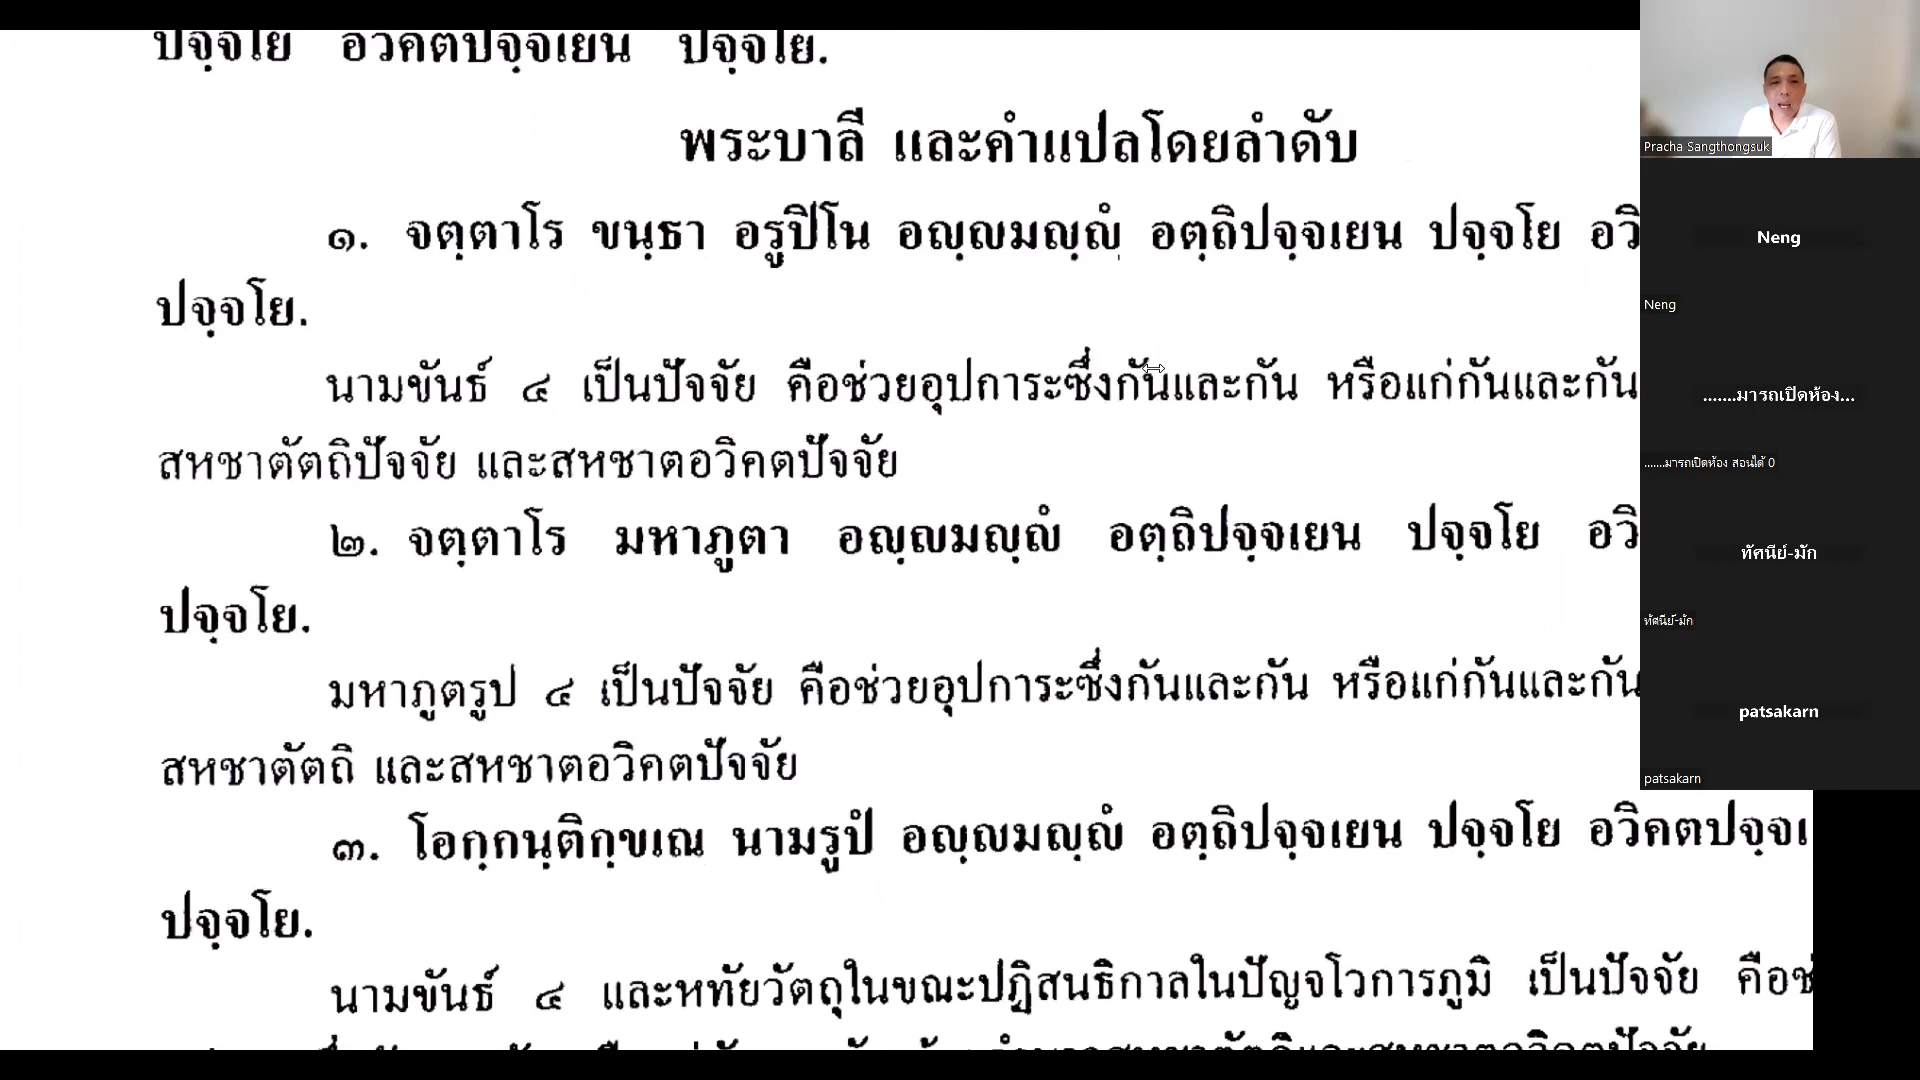 ปจฺจโย อวิคตปจฺจเยน ปจฺจโย.
พระบาลี และคำแปลโดยลำดับ
๑. จตฺตาโร ขนฺธา อรูปิโน อญฺญมญฺญํ อตฺถิปจฺจเยน ปจฺจโย อวิ
ปจฺจโย.
นามขันธ์ ๔ เป็นปัจจัย คือช่วยอุปการะซึ่งกันและกัน หรือแก่กันและกัน
สหชาตัตถิปัจจัย และสหชาตอวิคตปัจจัย
๒. จตฺตาโร มหาภูตา อญฺญมญฺญํ อตฺถิปจฺจเยน ปจฺจโย อวิ
ปจฺจโย.
มหาภูตรูป ๔ เป็นปัจจัย คือช่วยอุปการะซึ่งกันและกัน หรือแก่กันและกัน
สหชาตัตถิ และสหชาตอวิคตปัจจัย
๓. โอกฺกนฺติกฺขเณ นามรูปํ อญฺญมญฺญํ อตฺถิปจฺจเยน ปจฺจโย อวิคตปจฺจเ
ปจฺจโย.
นามขันธ์ ๔ และหทัยวัตถุในขณะปฏิสนธิกาลในปัญจโวการภูมิ เป็นปัจจัย คือช่
Pracha Sangthongsuk
Neng
Neng
.......มารถเปิดห้อง...
.......มารถเปิดห้อง สอนได้ 0
ทัศนีย์-มัก
ทัศนีย์-มัก
patsakarn
patsakarn